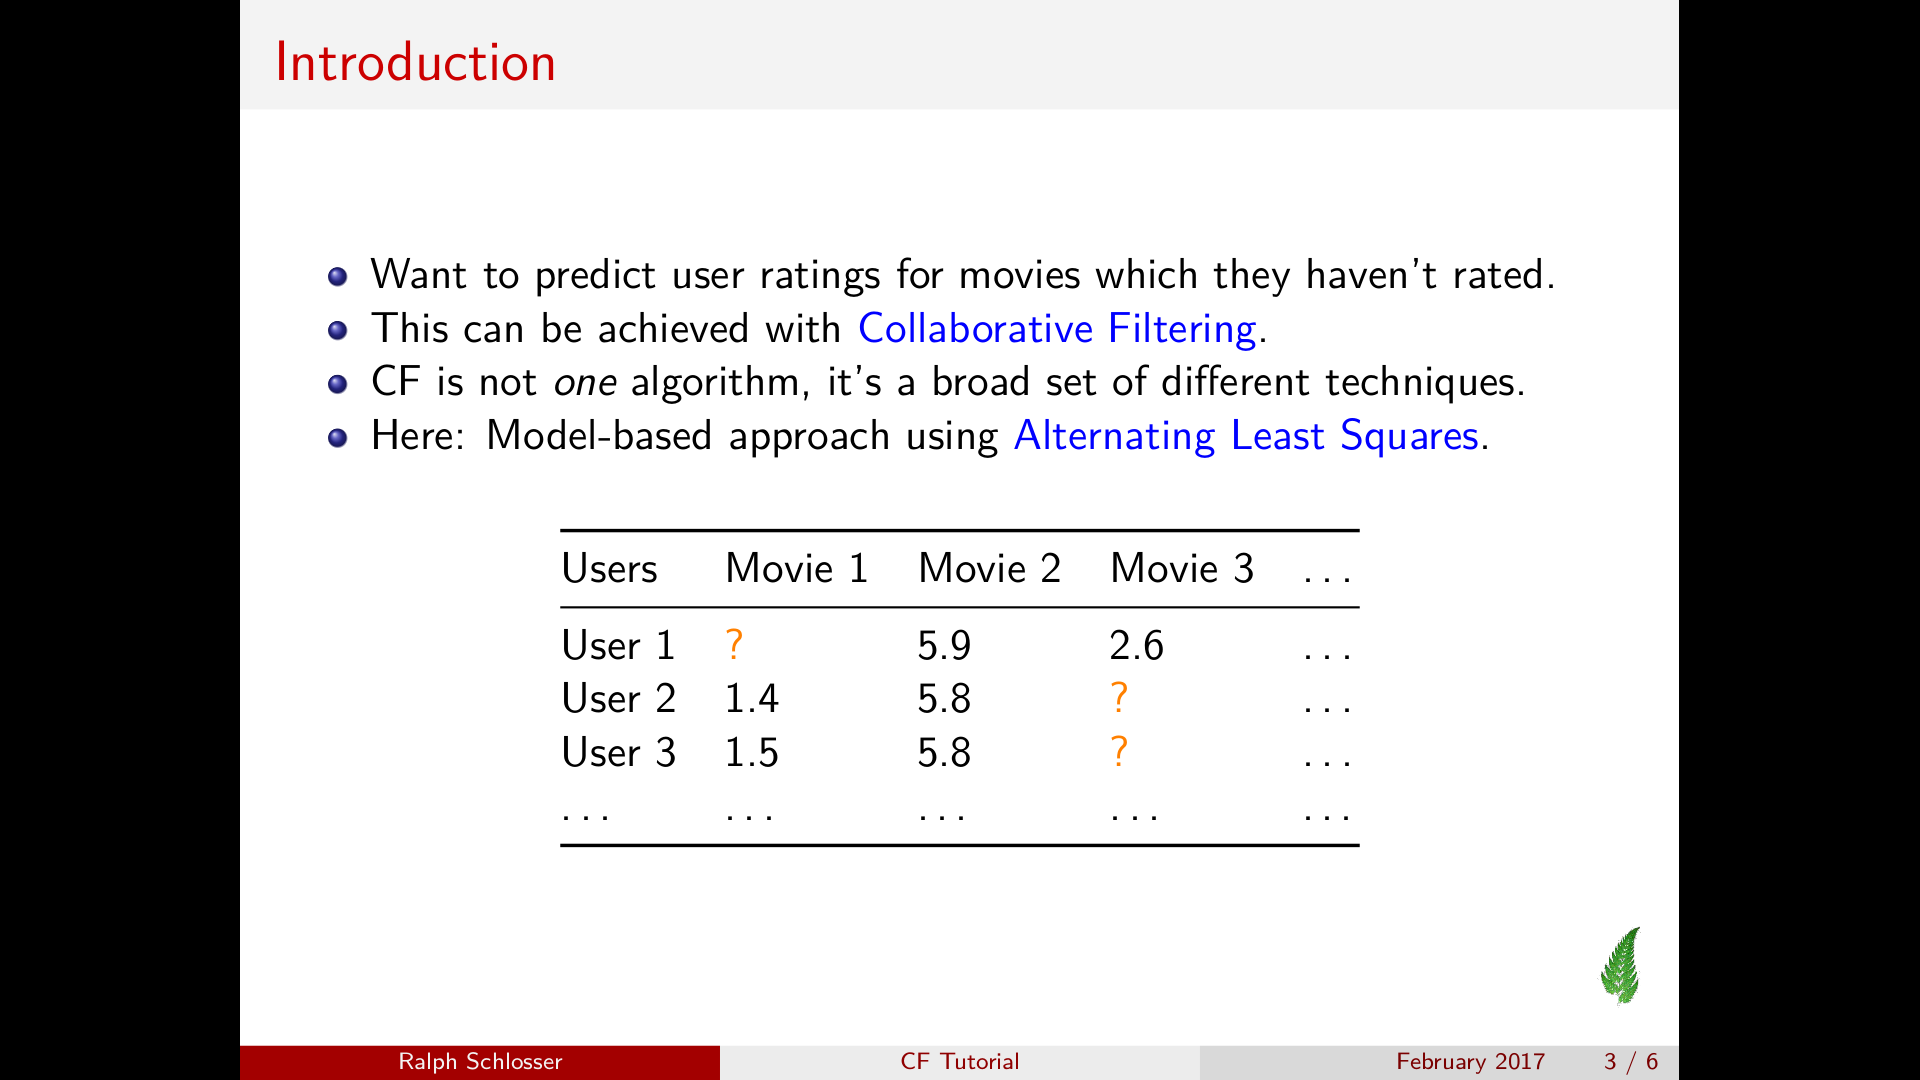 Introduction
Want to predict user ratings for movies which they haven't rated.
This can be achieved with Collaborative Filtering.
CF is not one algorithm, it's a broad set of different techniques.
Here: Model-based approach using Alternating Least Squares.
Users Movie 1 Movie 2 Movie 3 ...
User 1 ? 5.9 2.6 ...
User 2 1.4 5.8 ? ...
User 3 1.5 5.8 ? ...
... ... ... ... ...
Ralph Schlosser CF Tutorial February 2017 3 / 6